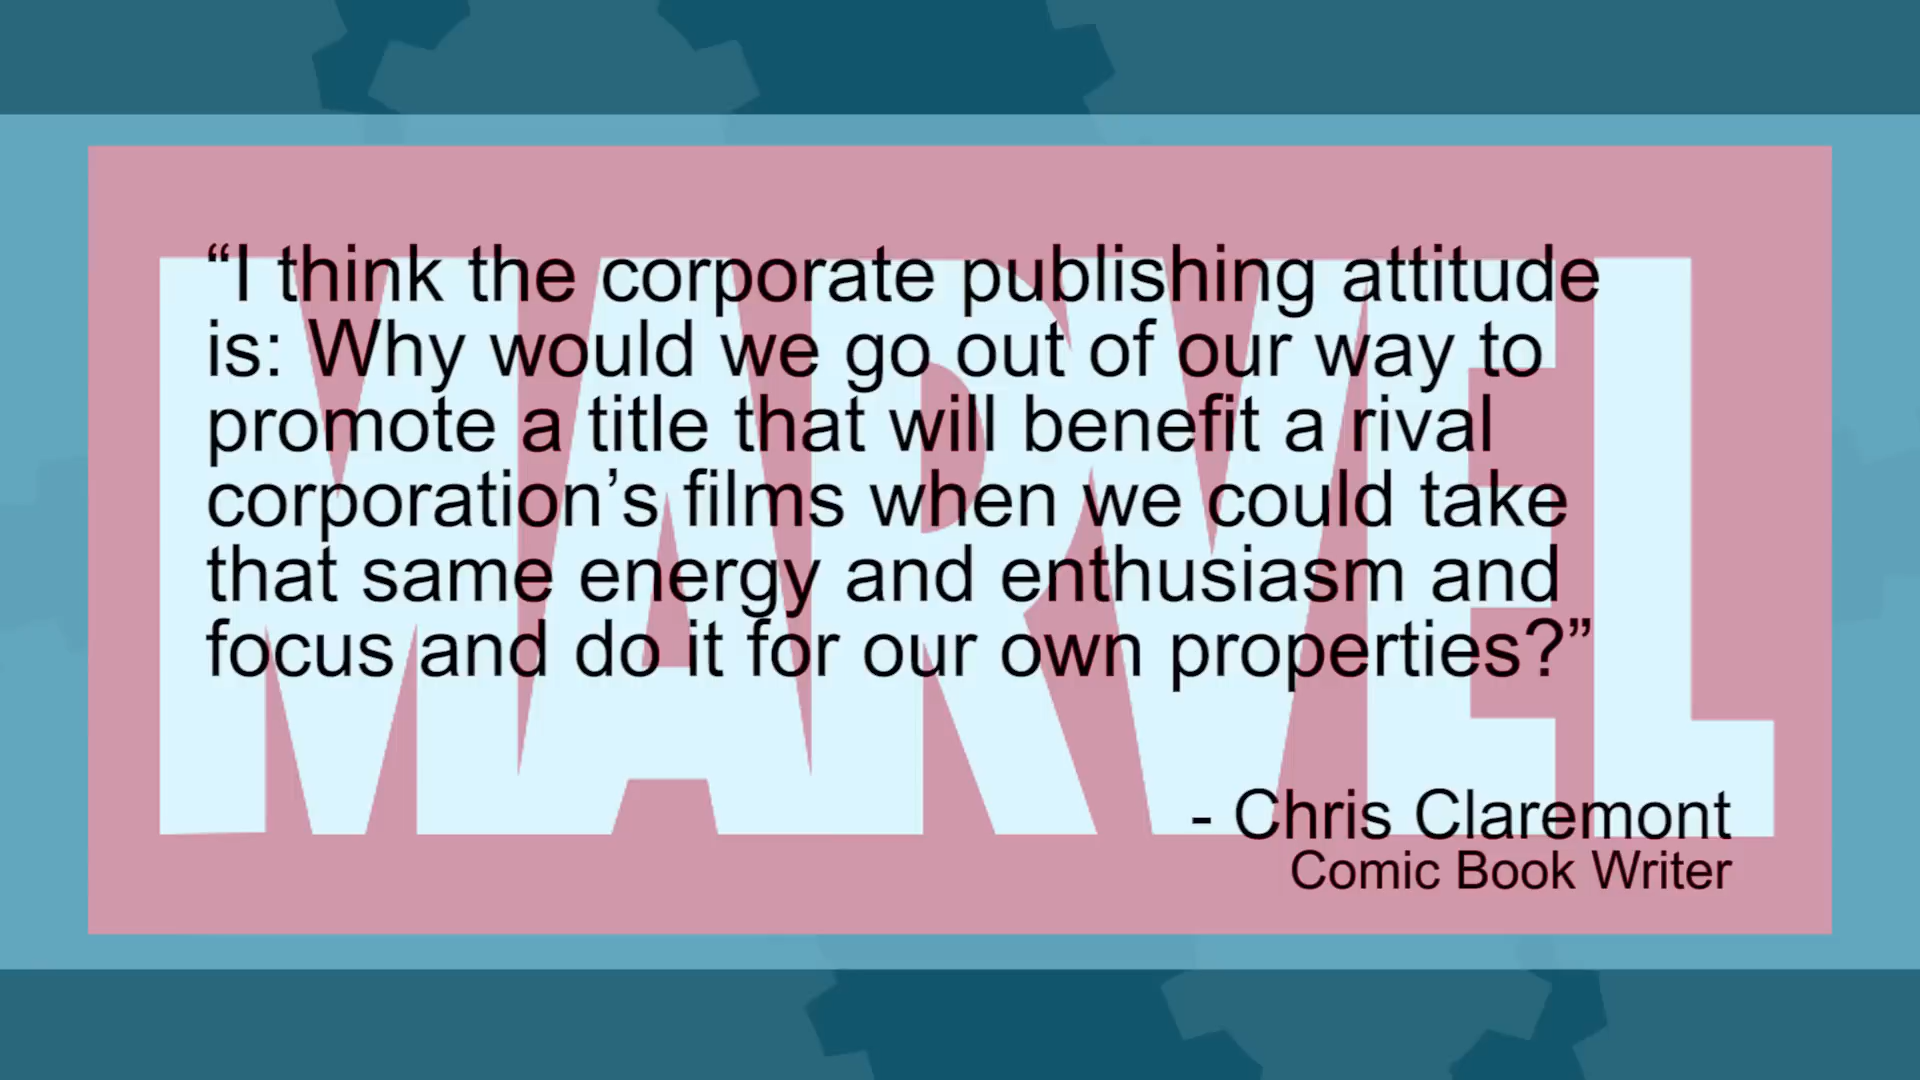 “I think the corporate publishing attitude
is: Why would we go out of our way to
promote a title that will benefit a rival
corporation’s films when we could take
that same energy and enthusiasm and
focus and do it for our own properties?”
MARVEL
- Chris Claremont
Comic Book Writer